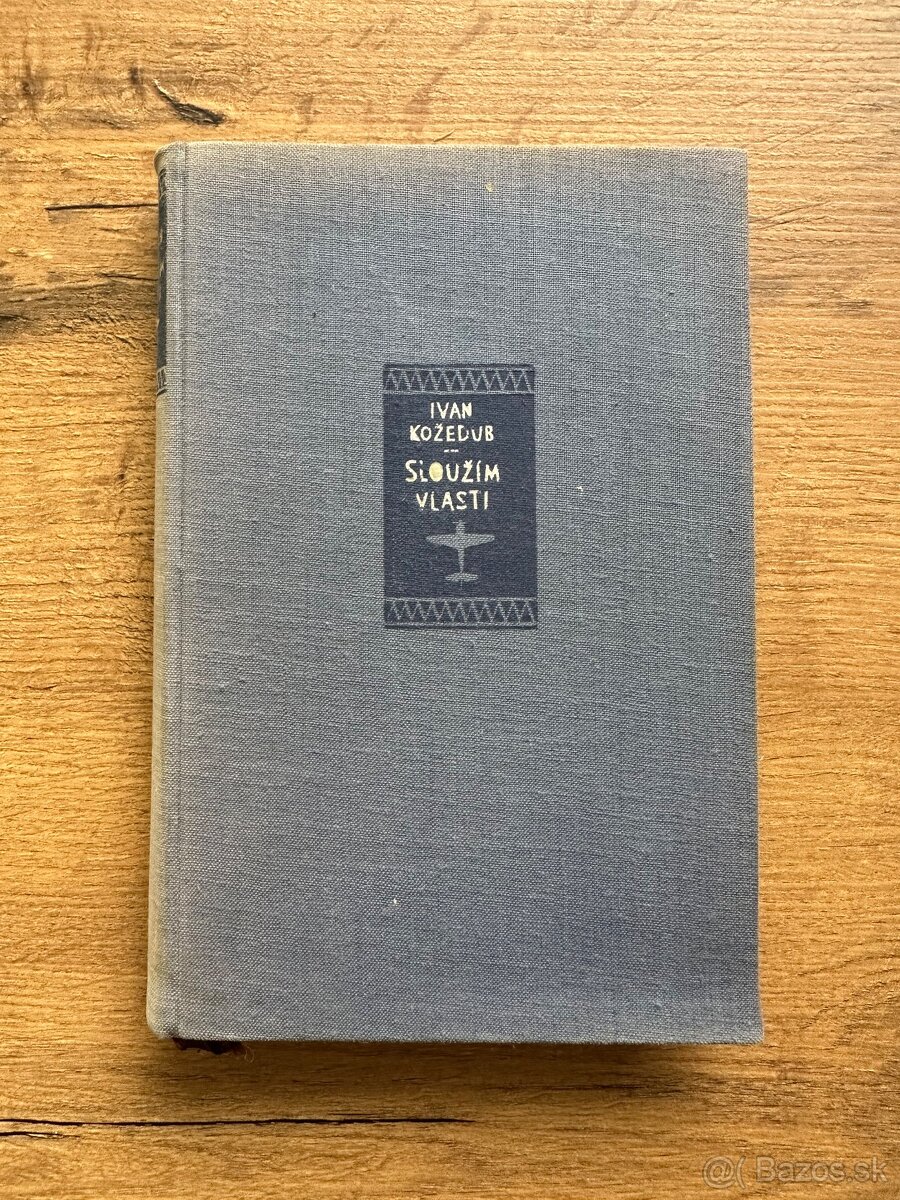 IVAN
KOŽEDUB
SLOUŽÍM
VLASTI
@( Bazos.sk